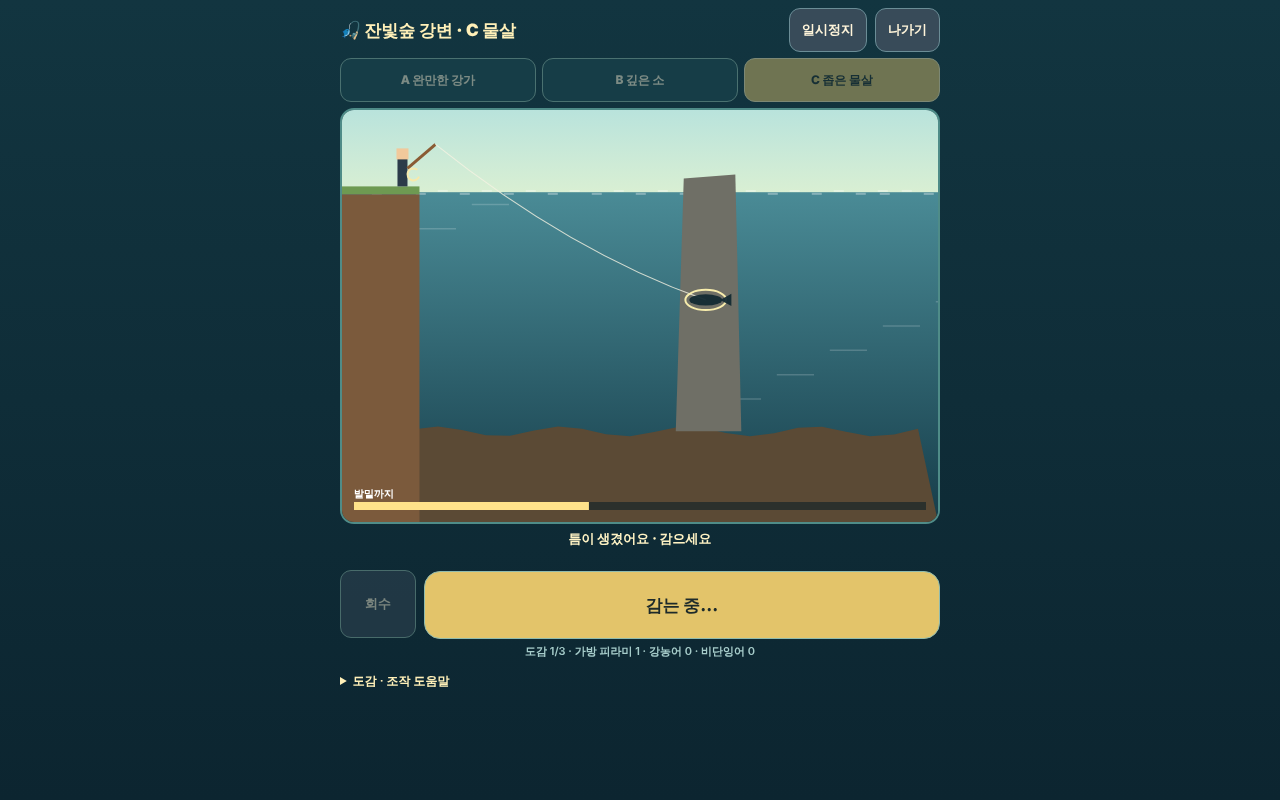 잔빛숲 강변 · C 물살
일시정지
나가기
A 완만한 강가
B 깊은 소
C 좁은 물살
발밑까지
틈이 생겼어요 · 감으세요
회수
감는 중...
도감 1/3 · 가방 피라미 1 · 강농어 0 · 비단잉어 0
도감 · 조작 도움말